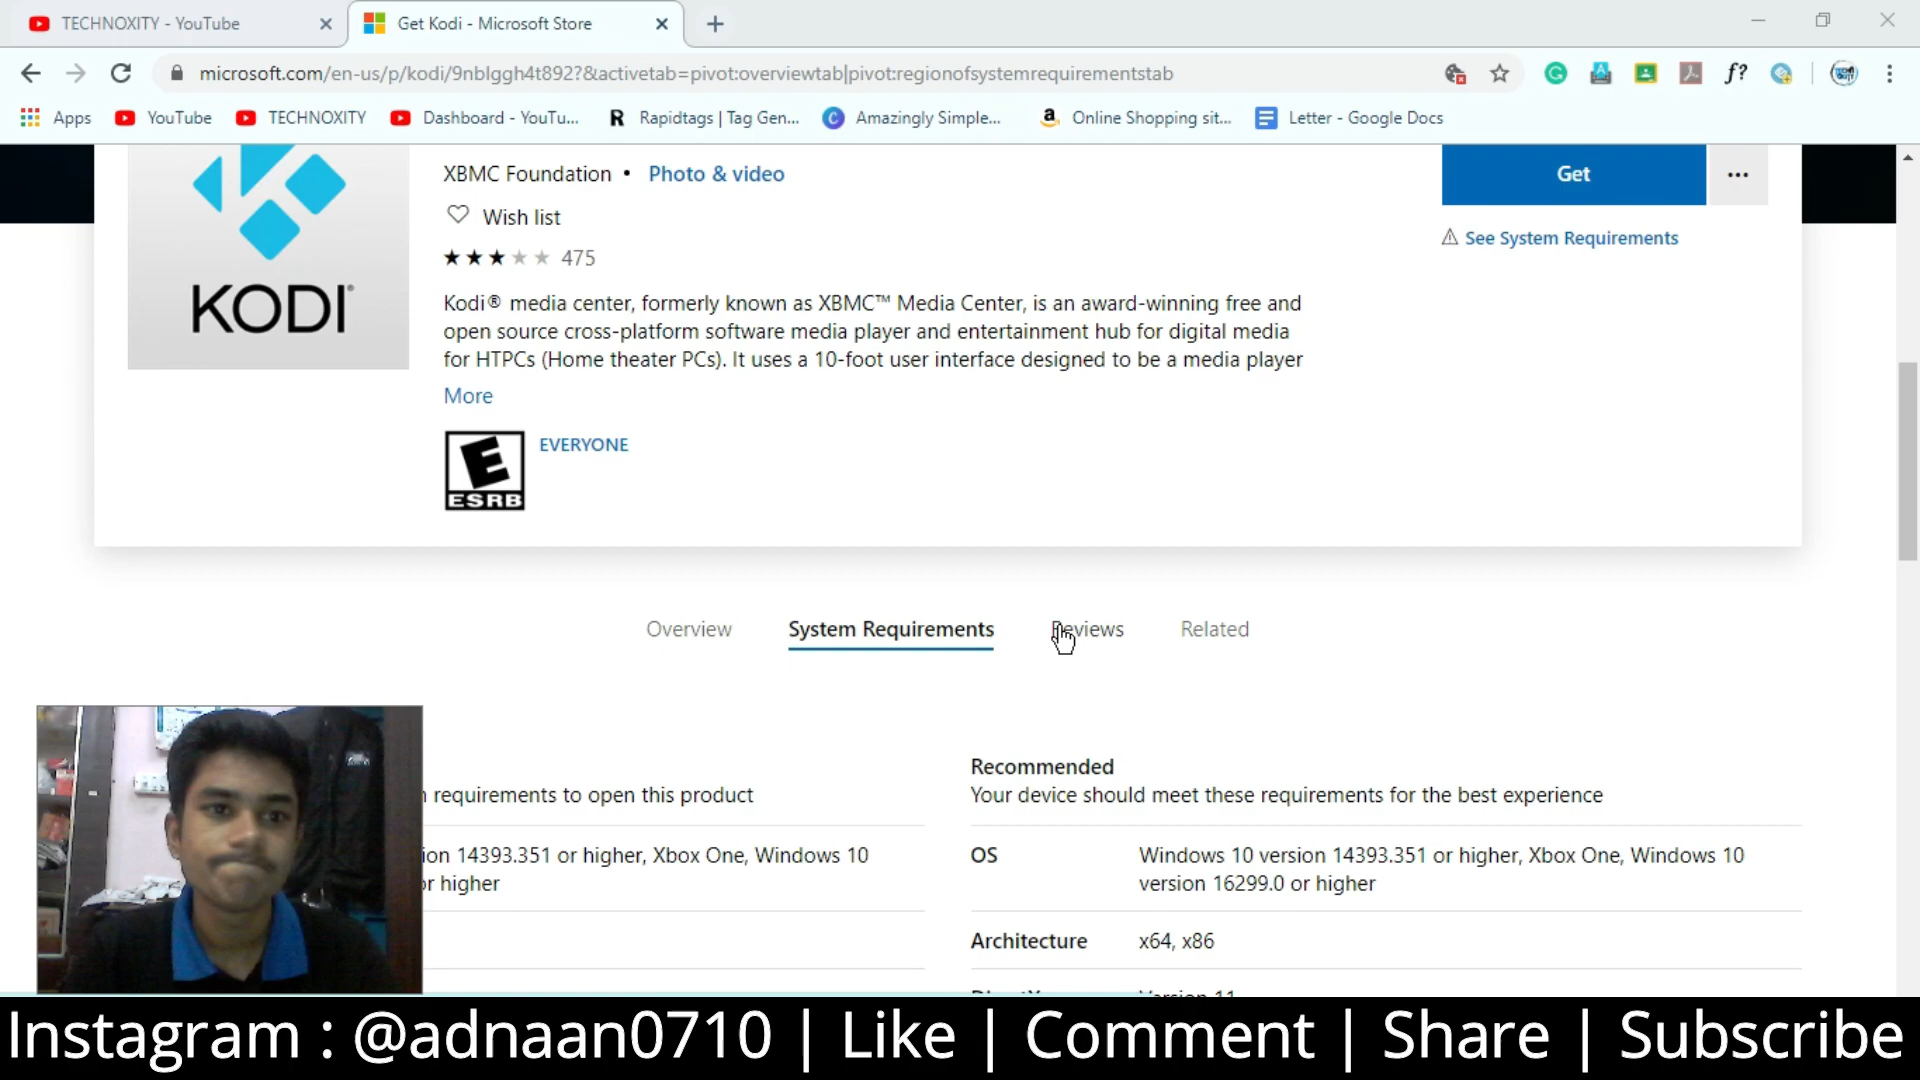 TECHNOXITY - YouTube
Get Kodi - Microsoft Store
microsoft.com/en-us/p/kodi/9nblggh4t892?&activetab=pivot:overviewtab|pivot:regionofsystemrequirementstab
Apps
YouTube
TECHNOXITY
Dashboard - YouTu...
Rapidtags | Tag Gen...
Amazingly Simple...
Online Shopping sit...
Letter - Google Docs
KODI®
XBMC Foundation • Photo & video
Wish list
475
Kodi® media center, formerly known as XBMC™ Media Center, is an award-winning free and
open source cross-platform software media player and entertainment hub for digital media
for HTPCs (Home theater PCs). It uses a 10-foot user interface designed to be a media player
More
E
ESRB
EVERYONE
Get
...
See System Requirements
Overview
System Requirements
Reviews
Related
requirements to open this product
ion 14393.351 or higher, Xbox One, Windows 10
or higher
Recommended
Your device should meet these requirements for the best experience
OS
Windows 10 version 14393.351 or higher, Xbox One, Windows 10
version 16299.0 or higher
Architecture
x64, x86
Instagram : @adnaan0710 | Like | Comment | Share | Subscribe